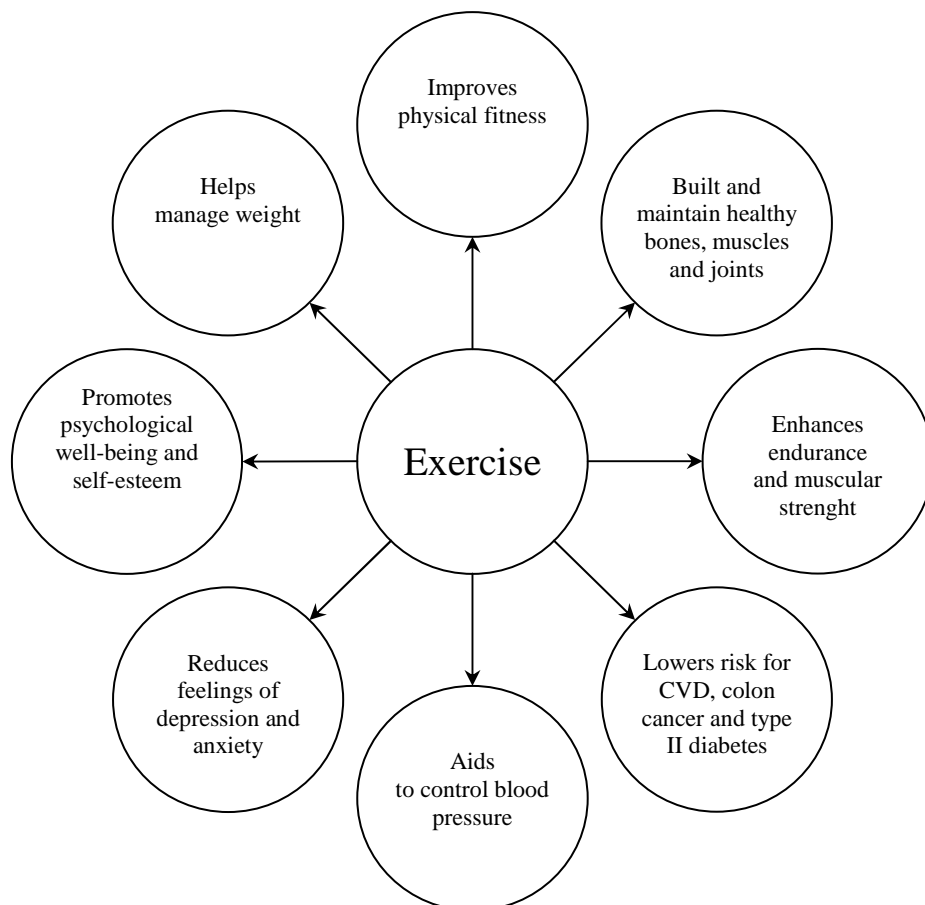 Improves
physical fitness
Helps
manage weight
Built and
maintain healthy
bones, muscles
and joints
Promotes
psychological
well-being and
self-esteem
Exercise
Enhances
endurance
and muscular
strenght
Reduces
feelings of
depression and
anxiety
Lowers risk for
CVD, colon
cancer and type
II diabetes
Aids
to control blood
pressure